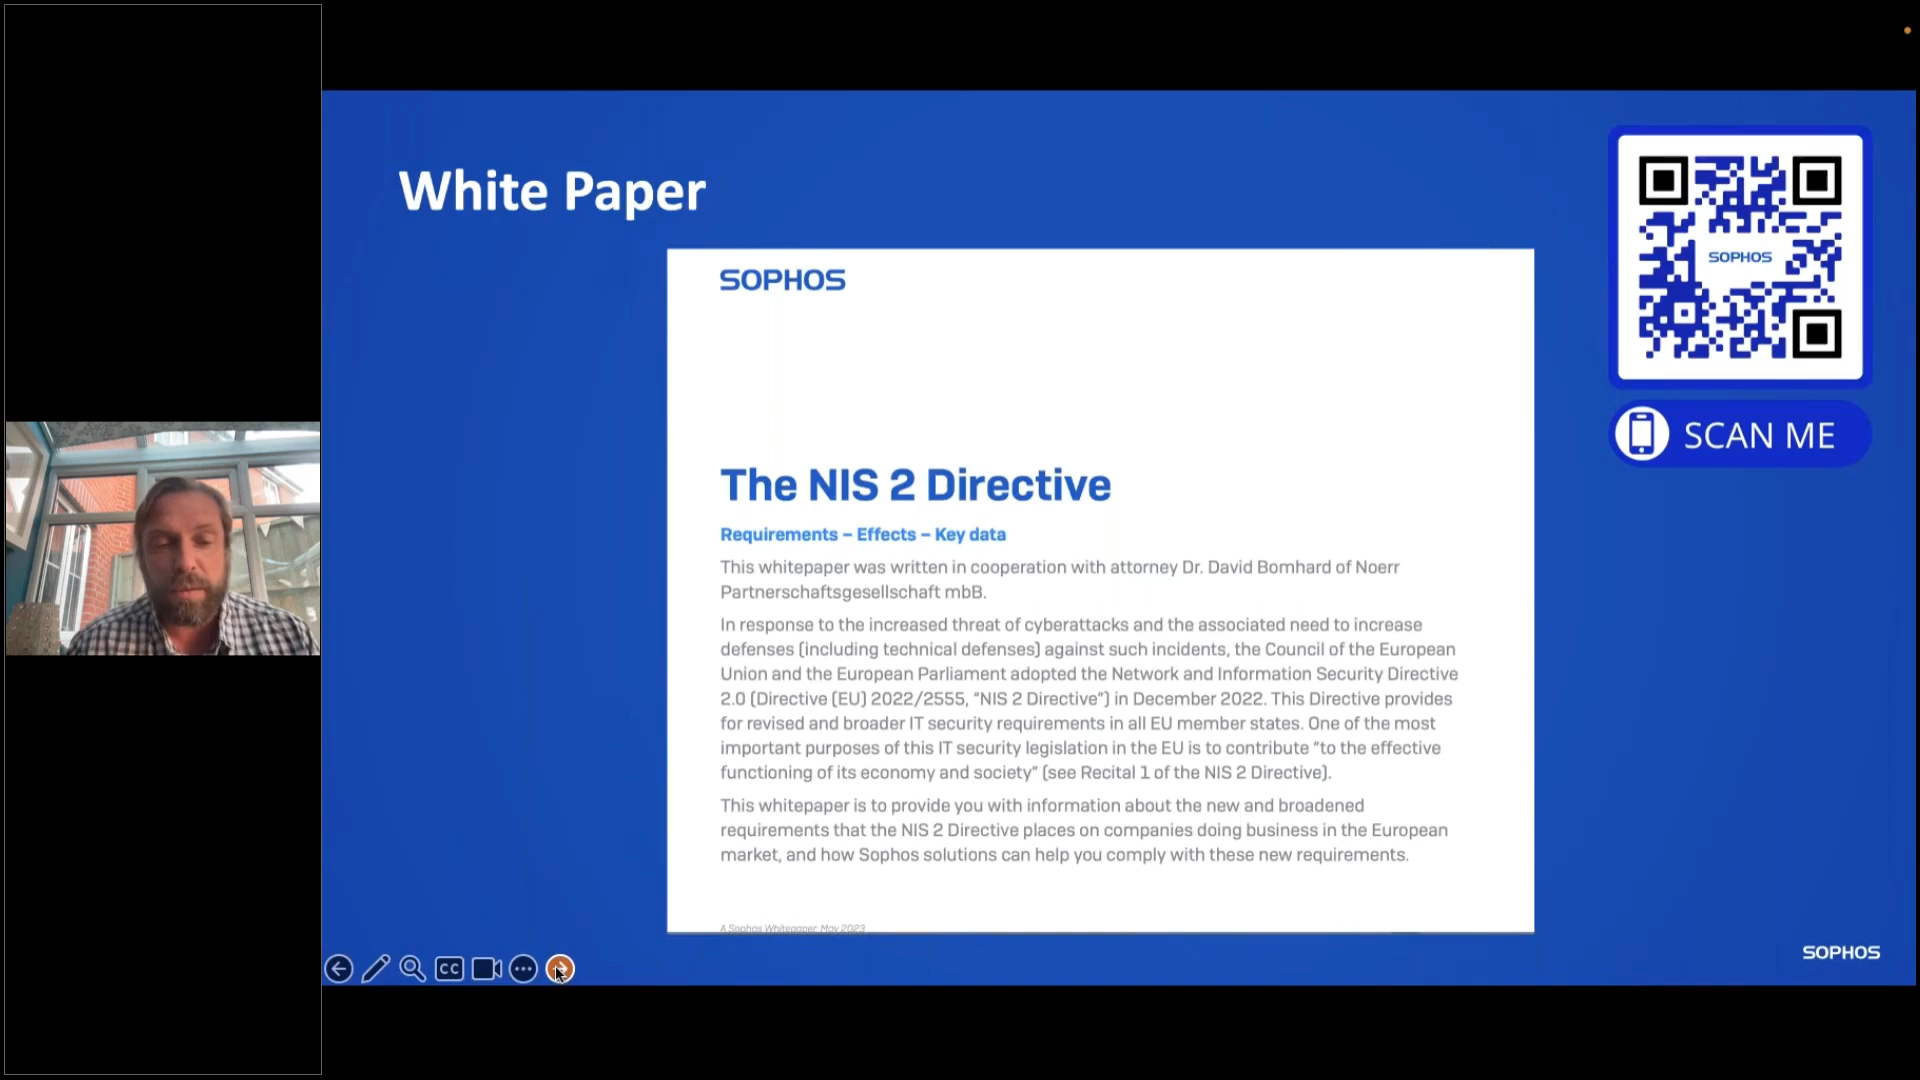 White Paper
SOPHOS
SOPHOS
SCAN ME
The NIS 2 Directive
Requirements – Effects – Key data
This whitepaper was written in cooperation with attorney Dr. David Bomhard of Noerr
Partnerschaftsgesellschaft mbB.
In response to the increased threat of cyberattacks and the associated need to increase
defenses (including technical defenses) against such incidents, the Council of the European
Union and the European Parliament adopted the Network and Information Security Directive
2.0 (Directive (EU) 2022/2555, “NIS 2 Directive”) in December 2022. This Directive provides
for revised and broader IT security requirements in all EU member states. One of the most
important purposes of this IT security legislation in the EU is to contribute “to the effective
functioning of its economy and society” (see Recital 1 of the NIS 2 Directive).
This whitepaper is to provide you with information about the new and broadened
requirements that the NIS 2 Directive places on companies doing business in the European
market, and how Sophos solutions can help you comply with these new requirements.
A Sophos Whitepaper. May 2023
SOPHOS
CC